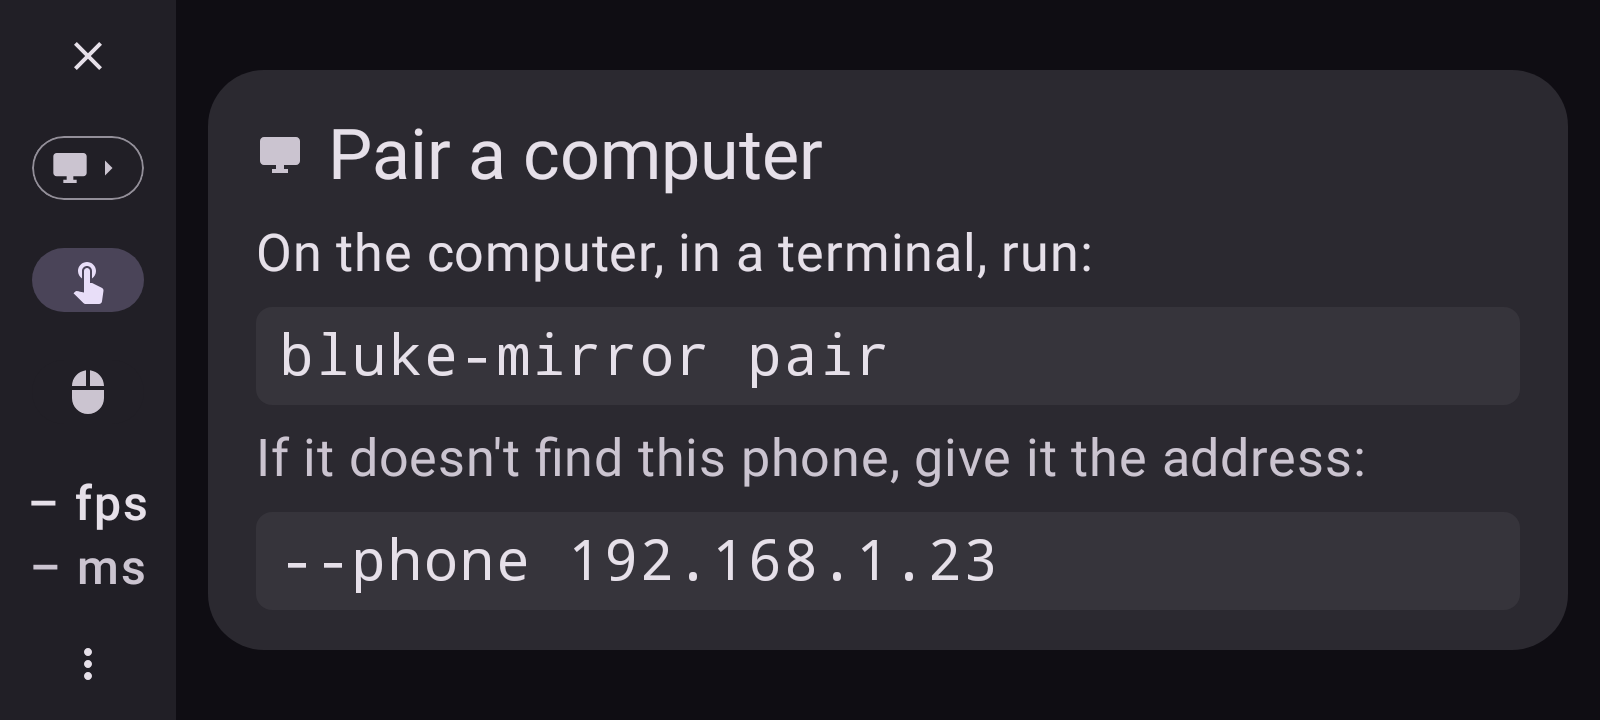 Pair a computer
On the computer, in a terminal, run:
bluke-mirror pair
If it doesn't find this phone, give it the address:
--phone 192.168.1.23
– fps
– ms